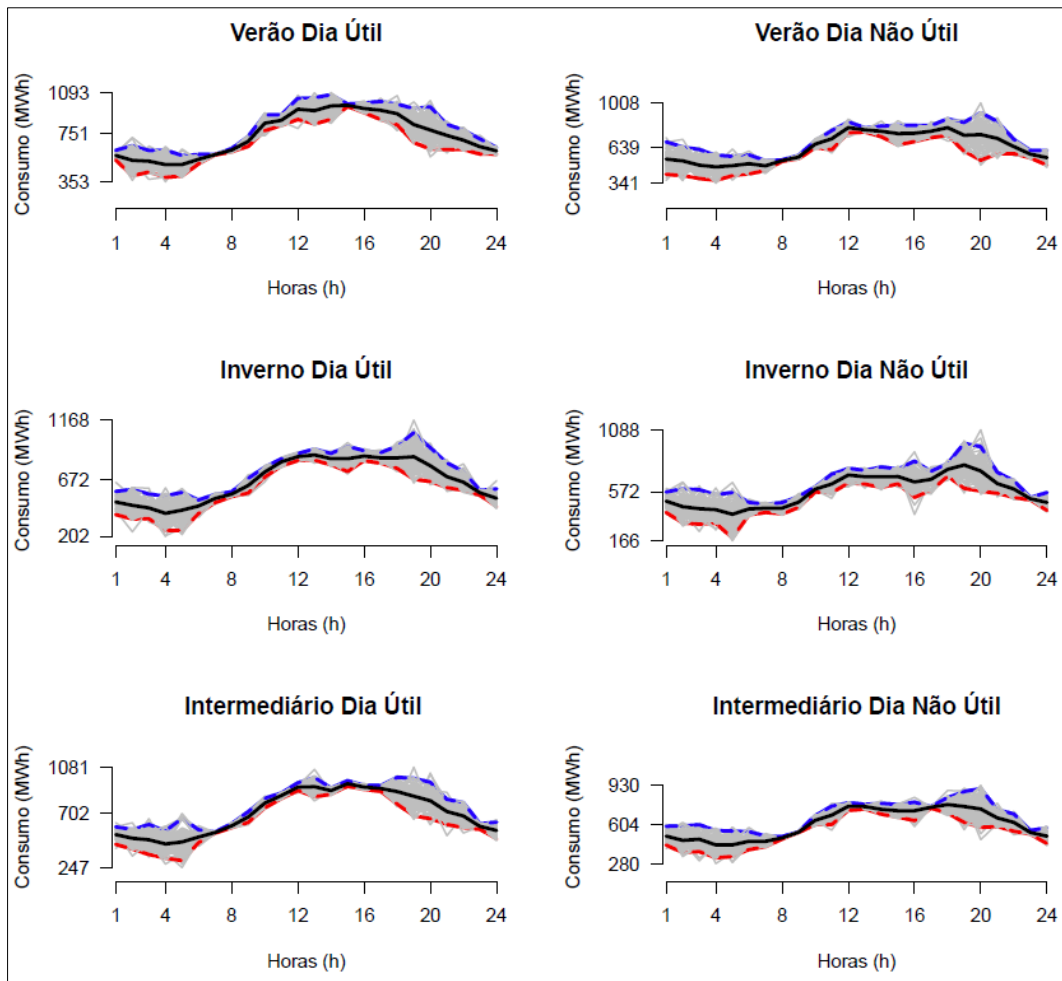 Verão Dia Útil
Consumo (MWh)
1093
751
353
1 4 8 12 16 20 24
Horas (h)
Verão Dia Não Útil
Consumo (MWh)
1008
639
341
1 4 8 12 16 20 24
Horas (h)
Inverno Dia Útil
Consumo (MWh)
1168
672
202
1 4 8 12 16 20 24
Horas (h)
Inverno Dia Não Útil
Consumo (MWh)
1088
572
166
1 4 8 12 16 20 24
Horas (h)
Intermediário Dia Útil
Consumo (MWh)
1081
702
247
1 4 8 12 16 20 24
Horas (h)
Intermediário Dia Não Útil
Consumo (MWh)
930
604
280
1 4 8 12 16 20 24
Horas (h)